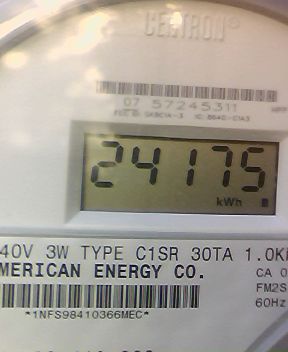 CELLTRON
07 57245311
24175
kWh
40V 3W TYPE C1SR 30TA 1.0K
MERICAN ENERGY CO.
CA 0
FM2S
60Hz
*1NFS98410366MEC*